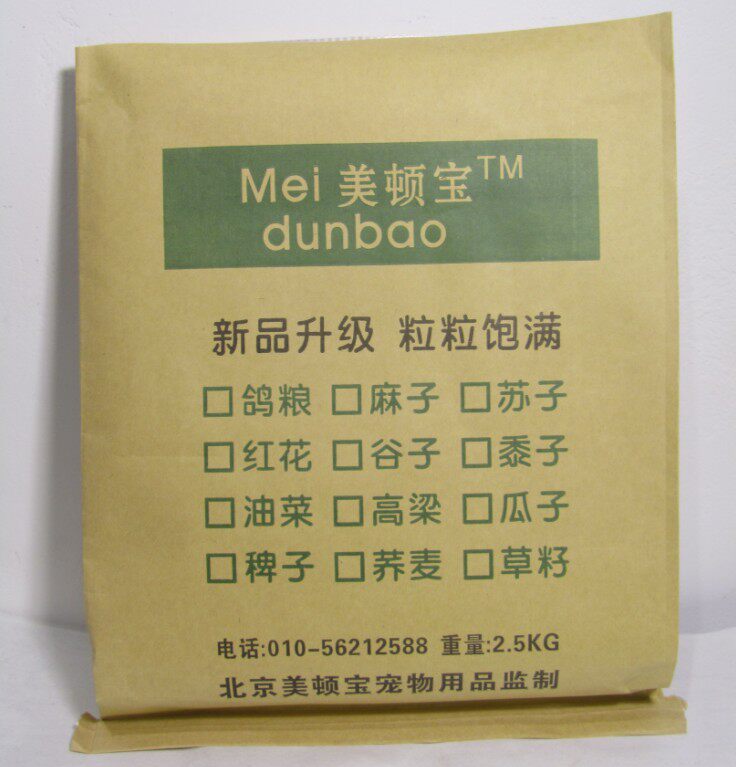 Mei 美顿宝TM
dunbao
新品升级 粒粒饱满
□鸽粮 □麻子 □苏子
□红花 □谷子 □黍子
□油菜 □高梁 □瓜子
□稗子 □荞麦 □草籽
电话:010-56212588 重量:2.5KG
北京美顿宝宠物用品监制